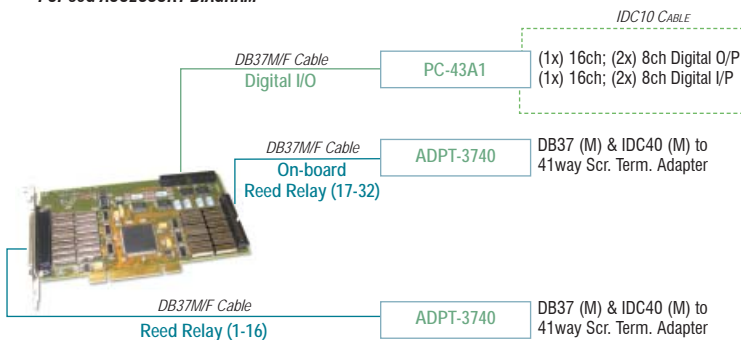 ACCESSORY DIAGRAM
IDC10 CABLE
DB37M/F Cable
Digital I/O
PC-43A1
(1x) 16ch; (2x) 8ch Digital O/P
(1x) 16ch; (2x) 8ch Digital I/P
DB37M/F Cable
On-board
Reed Relay (17-32)
ADPT-3740
DB37 (M) & IDC40 (M) to
41way Scr. Term. Adapter
DB37M/F Cable
Reed Relay (1-16)
ADPT-3740
DB37 (M) & IDC40 (M) to
41way Scr. Term. Adapter